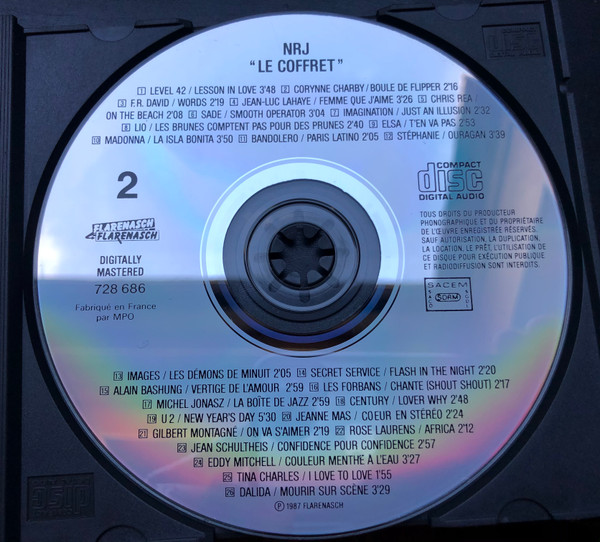 NRJ
"LE COFFRET"
1 LEVEL 42 / LESSON IN LOVE 3'48 2 CORYNNE CHARBY / BOULE DE FLIPPER 2'16
3 F.R. DAVID / WORDS 2'19 4 JEAN-LUC LAHAYE / FEMME QUE J'AIME 3'26 5 CHRIS REA
ON THE BEACH 2'08 6 SADE / SMOOTH OPERATOR 3'04 7 IMAGINATION / JUST AN ILLUSION 2'32
8 LIO / LES BRUNES COMPTENT PAS POUR DES PRUNES 2'40 9 ELSA / T'EN VA PAS 2'53
10 MADONNA / LA ISLA BONITA 3'50 11 BANDOLERO / PARIS LATINO 2'05 12 STÉPHANIE / OURAGAN 3'39
2
COMPACT
disc
DIGITAL AUDIO
FLARENASCH
FLARENASCH
DIGITALLY
MASTERED
728 686
Fabriqué en France
par MPO
TOUS DROITS DU PRODUCTEUR
PHONOGRAPHIQUE ET DU PROPRIÉTAIRE
DE L'ŒUVRE ENREGISTRÉE RÉSERVÉS.
SAUF AUTORISATION, LA DUPLICATION,
LA LOCATION, LE PRÊT, L'UTILISATION DE
CE DISQUE POUR EXÉCUTION PUBLIQUE
ET RADIODIFFUSION SONT INTERDITS.
SACEM
SDRM
13 IMAGES / LES DÉMONS DE MINUIT 2'05 14 SECRET SERVICE / FLASH IN THE NIGHT 2'20
15 ALAIN BASHUNG / VERTIGE DE L'AMOUR 2'59 16 LES FORBANS / CHANTE (SHOUT SHOUT) 2'17
17 MICHEL JONASZ / LA BOÎTE DE JAZZ 2'59 18 CENTURY / LOVER WHY 2'48
19 U2 / NEW YEAR'S DAY 5'30 20 JEANNE MAS / COEUR EN STÉRÉO 2'24
21 GILBERT MONTAGNÉ / ON VA S'AIMER 2'19 22 ROSE LAURENS / AFRICA 2'12
23 JEAN SCHULTHEIS / CONFIDENCE POUR CONFIDENCE 2'57
24 EDDY MITCHELL / COULEUR MENTHE À L'EAU 3'27
25 TINA CHARLES / I LOVE TO LOVE 1'55
26 DALIDA / MOURIR SUR SCÈNE 3'29
Ⓟ 1987 FLARENASCH